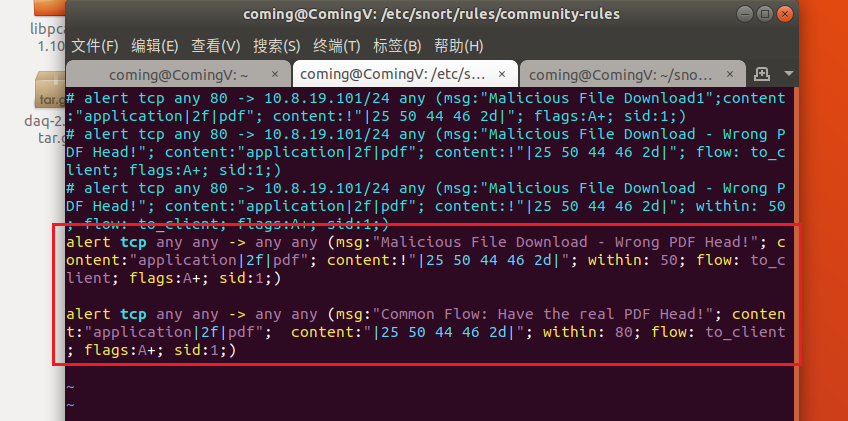 coming@ComingV: /etc/snort/rules/community-rules
libpca
1.10
文件(F) 编辑(E) 查看(V) 搜索(S) 终端(T) 标签(B) 帮助(H)
coming@ComingV: ~ × coming@ComingV: /etc/s... × coming@ComingV: ~/sno... ×
tar.g
daq-2.
tar.g
# alert tcp any 80 -> 10.8.19.101/24 any (msg:"Malicious File Download1";content
:"application|2f|pdf"; content:!"|25 50 44 46 2d|"; flags:A+; sid:1;)
# alert tcp any 80 -> 10.8.19.101/24 any (msg:"Malicious File Download - Wrong P
DF Head!"; content:"application|2f|pdf"; content:!"|25 50 44 46 2d|"; flow: to_c
lient; flags:A+; sid:1;)
# alert tcp any 80 -> 10.8.19.101/24 any (msg:"Malicious File Download - Wrong P
DF Head!"; content:"application|2f|pdf"; content:!"|25 50 44 46 2d|"; within: 50
; flow: to_client; flags:A+; sid:1;)
alert tcp any any -> any any (msg:"Malicious File Download - Wrong PDF Head!"; c
ontent:"application|2f|pdf"; content:!"|25 50 44 46 2d|"; within: 50; flow: to_c
lient; flags:A+; sid:1;)
alert tcp any any -> any any (msg:"Common Flow: Have the real PDF Head!"; conten
t:"application|2f|pdf";  content:"|25 50 44 46 2d|"; within: 80; flow: to_client
; flags:A+; sid:1;)
~
~